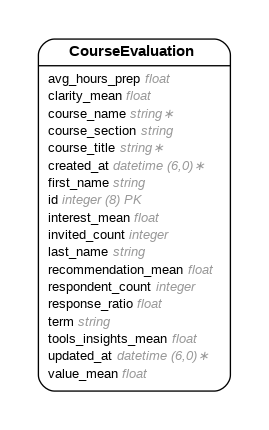 CourseEvaluation
avg_hours_prep float
clarity_mean float
course_name string∗
course_section string
course_title string∗
created_at datetime (6,0)∗
first_name string
id integer (8) PK
interest_mean float
invited_count integer
last_name string
recommendation_mean float
respondent_count integer
response_ratio float
term string
tools_insights_mean float
updated_at datetime (6,0)∗
value_mean float